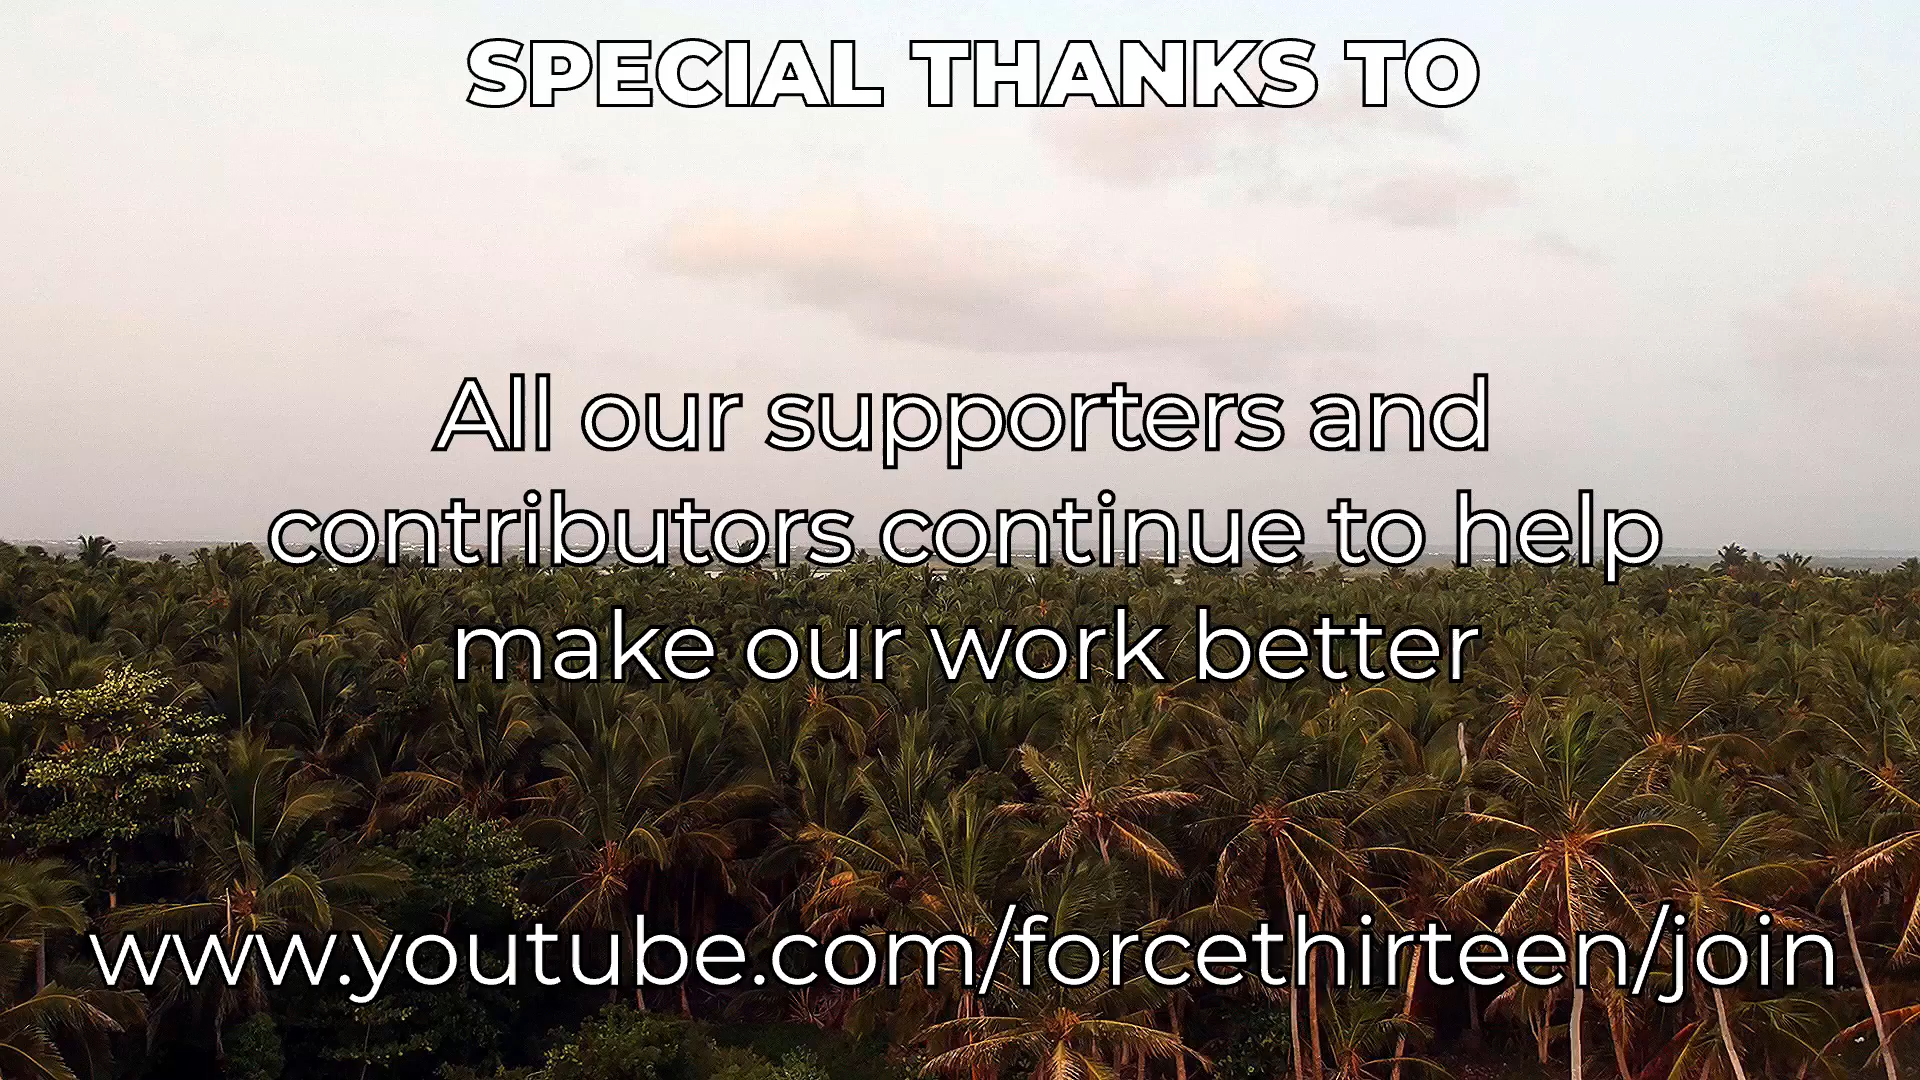 SPECIAL THANKS TO
All our supporters and
contributors continue to help
make our work better
www.youtube.com/forcethirteen/join